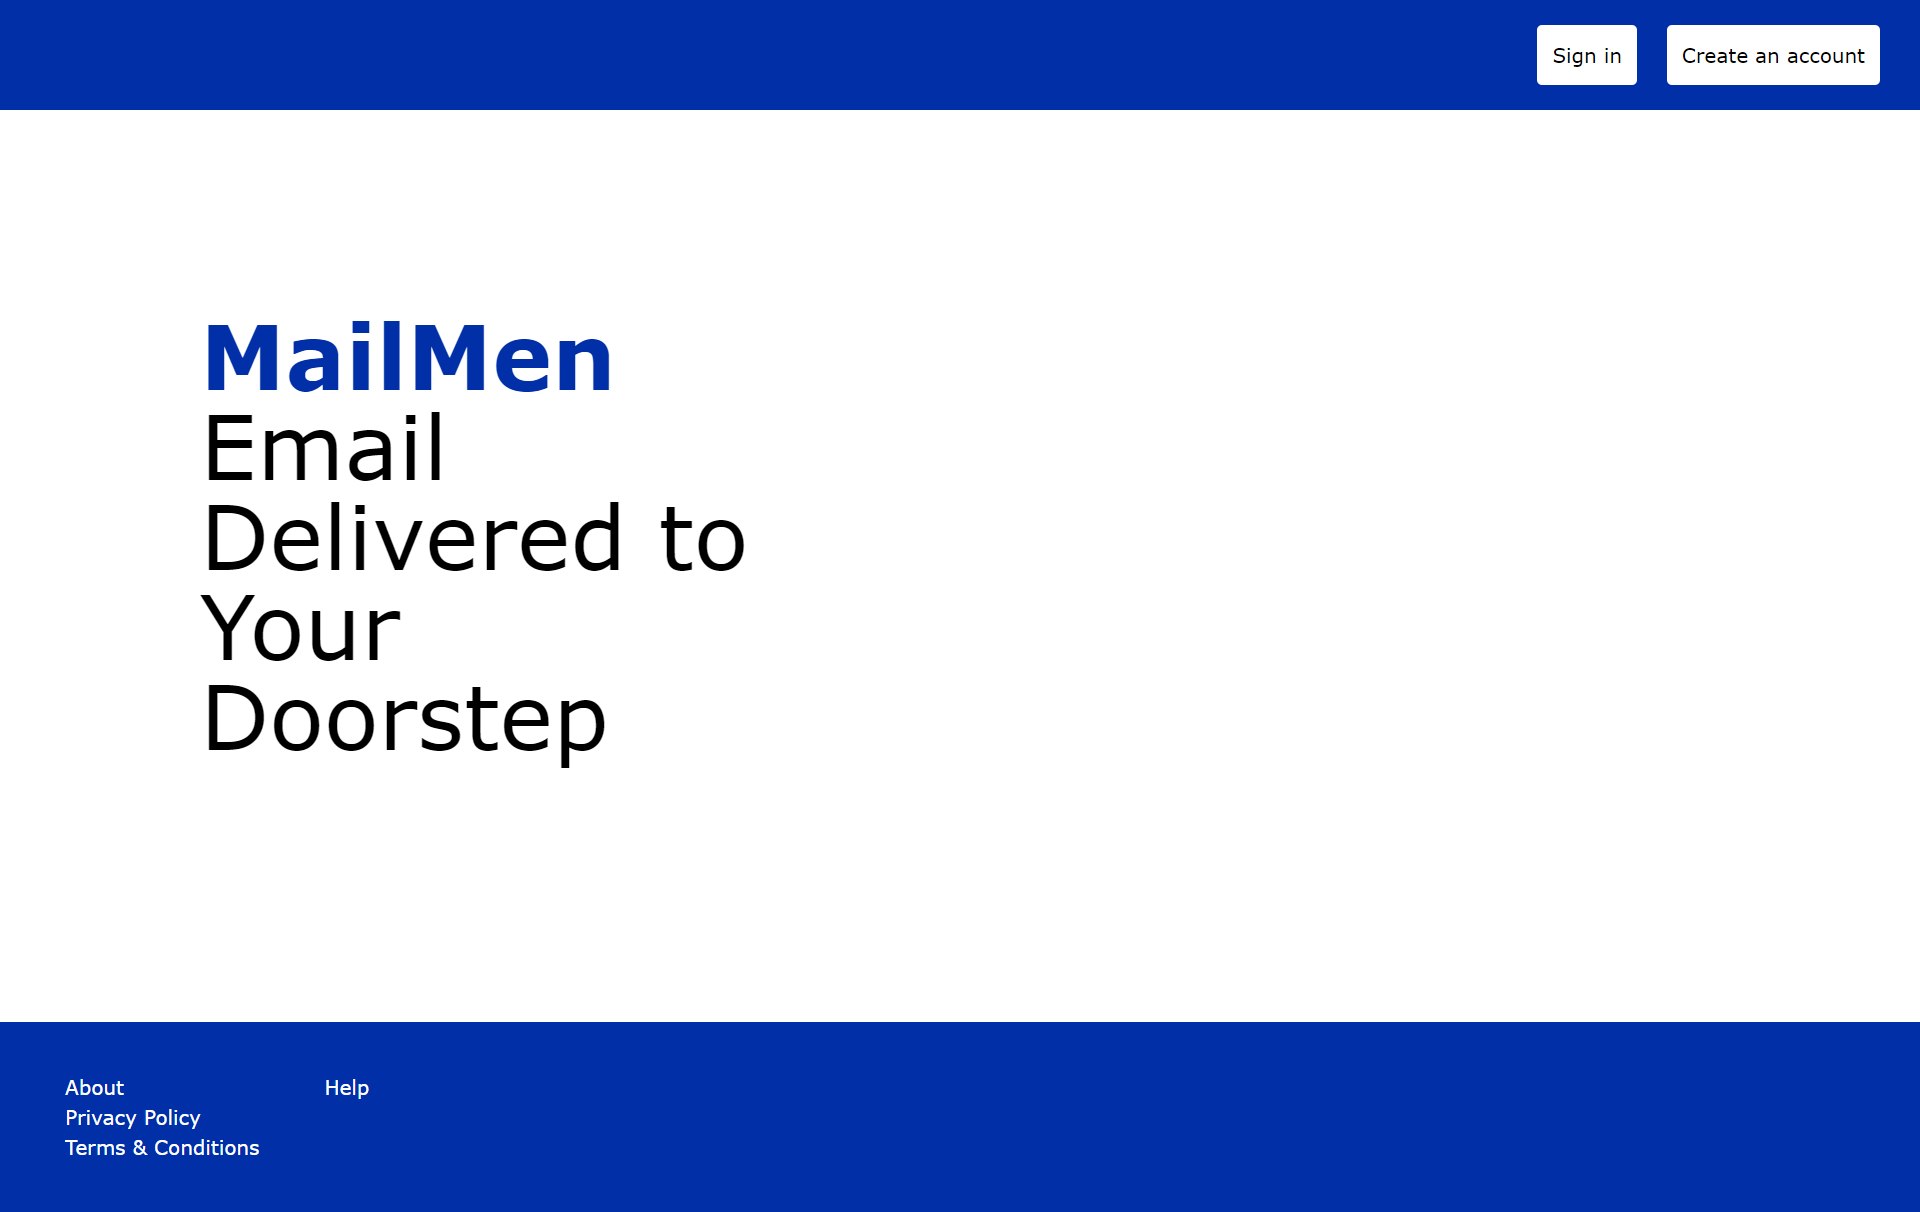 Sign in
Create an account
MailMen
Email
Delivered to
Your
Doorstep
About
Privacy Policy
Terms & Conditions
Help